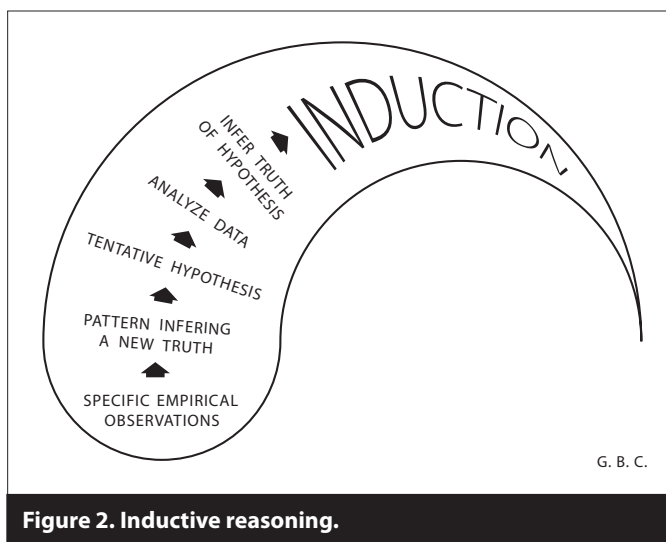 INDUCTION
INFER TRUTH
OF HYPOTHESIS
ANALYZE DATA
TENTATIVE HYPOTHESIS
PATTERN INFERING
A NEW TRUTH
SPECIFIC EMPIRICAL
OBSERVATIONS
G. B. C.
Figure 2. Inductive reasoning.